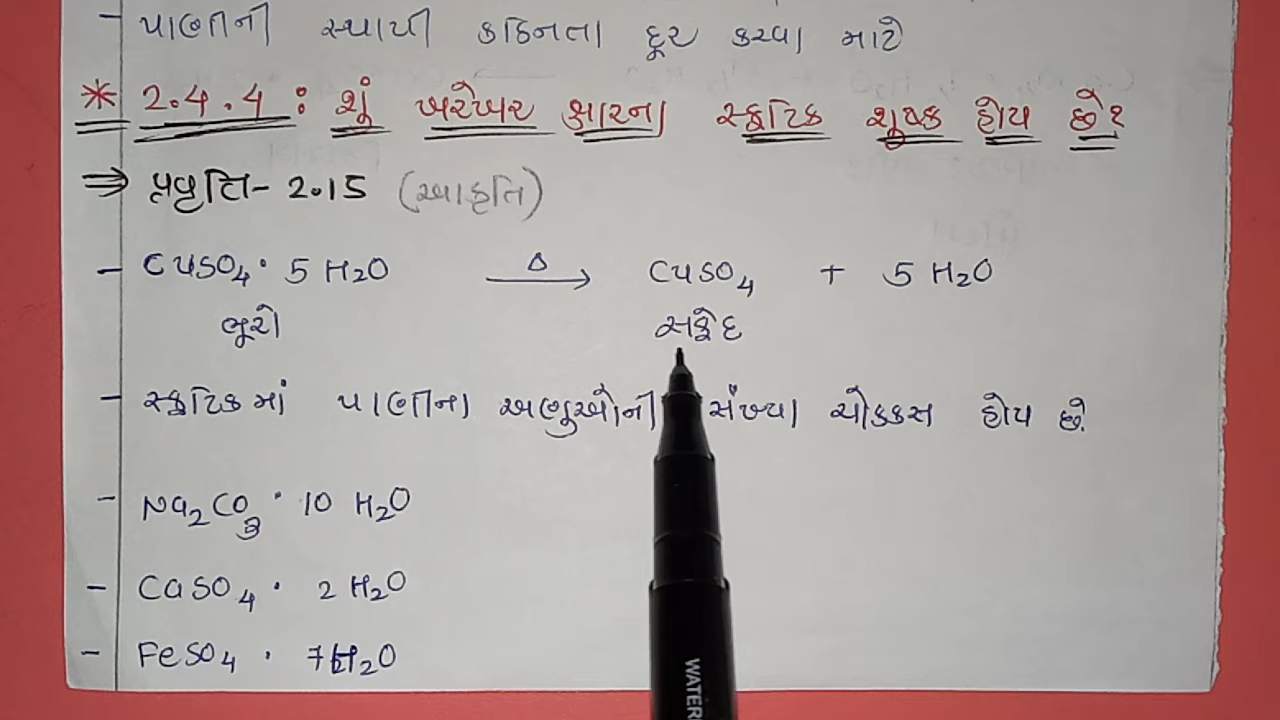 - પાણીની સ્થાયી કઠિનતા દૂર કરવા માટે
* 2.4.4 : શું ખરેખર ક્ષારના સ્ફટિક શુષ્ક હોય છે?
⇒ પ્રવૃત્તિ- 2.15 (આકૃતિ)
- CuSO₄ · 5 H₂O —Δ→ CuSO₄ + 5 H₂O
ભૂરો સફેદ
- સ્ફટિકમાં પાણીના અણુઓની સંખ્યા ચોક્કસ હોય છે.
- Na₂CO₃ · 10 H₂O
- CaSO₄ · 2 H₂O
- FeSO₄ · 7H₂O
WATER